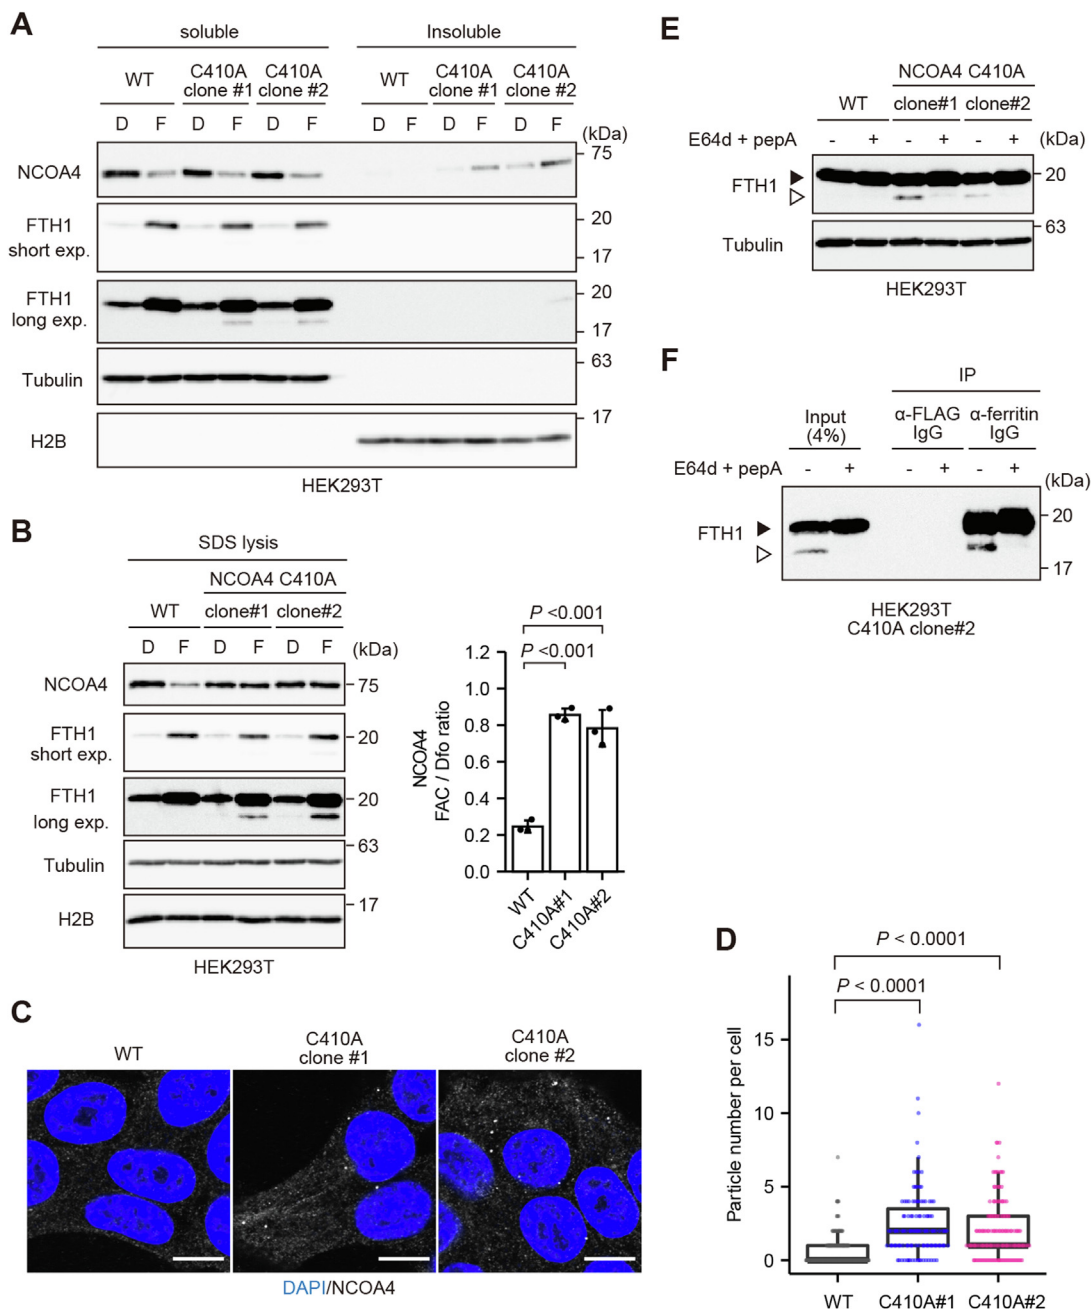 A
soluble
Insoluble
WT
C410A
clone #1
C410A
clone #2
WT
C410A
clone #1
C410A
clone #2
D F D F D F D F D F D F
(kDa)
NCOA4
75
FTH1
short exp.
20
17
FTH1
long exp.
20
17
Tubulin
63
H2B
17
HEK293T
B
SDS lysis
NCOA4 C410A
WT
clone#1
clone#2
D F D F D F (kDa)
NCOA4
75
FTH1
short exp.
20
FTH1
long exp.
20
Tubulin
63
H2B
17
HEK293T
P <0.001
P <0.001
NCOA4
FAC / Dfo ratio
1.2
1.0
0.8
0.6
0.4
0.2
0.0
WT
C410A#1
C410A#2
C
WT
C410A
clone #1
C410A
clone #2
DAPI/NCOA4
D
P < 0.0001
P < 0.0001
Particle number per cell
15
10
5
0
WT
C410A#1
C410A#2
E
NCOA4 C410A
WT
clone#1
clone#2
E64d + pepA - + - + - + (kDa)
FTH1
20
Tubulin
63
HEK293T
F
IP
Input
(4%)
α-FLAG
IgG
α-ferritin
IgG
E64d + pepA - + - + - +
(kDa)
FTH1
20
17
HEK293T
C410A clone#2